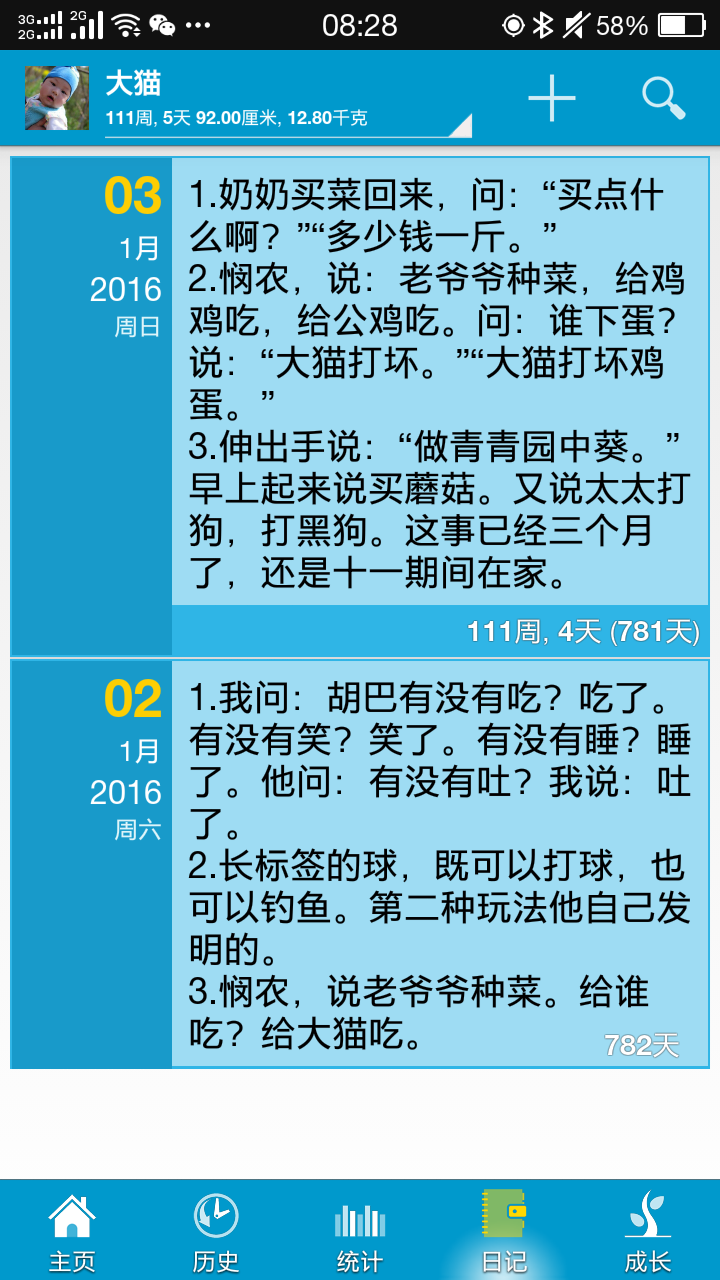 3G 2G 2G 08:28 58%
大猫
111周, 5天 92.00厘米, 12.80千克
03
1月
2016
周日
1.奶奶买菜回来，问：“买点什
么啊？”“多少钱一斤。”
2.悯农，说：老爷爷种菜，给鸡
鸡吃，给公鸡吃。问：谁下蛋？
说：“大猫打坏。”“大猫打坏鸡
蛋。”
3.伸出手说：“做青青园中葵。”
早上起来说买蘑菇。又说太太打
狗，打黑狗。这事已经三个月
了，还是十一期间在家。
111周, 4天 (781天)
02
1月
2016
周六
1.我问：胡巴有没有吃？吃了。
有没有笑？笑了。有没有睡？睡
了。他问：有没有吐？我说：吐
了。
2.长标签的球，既可以打球，也
可以钓鱼。第二种玩法他自己发
明的。
3.悯农，说老爷爷种菜。给谁
吃？给大猫吃。
782天
主页 历史 统计 日记 成长